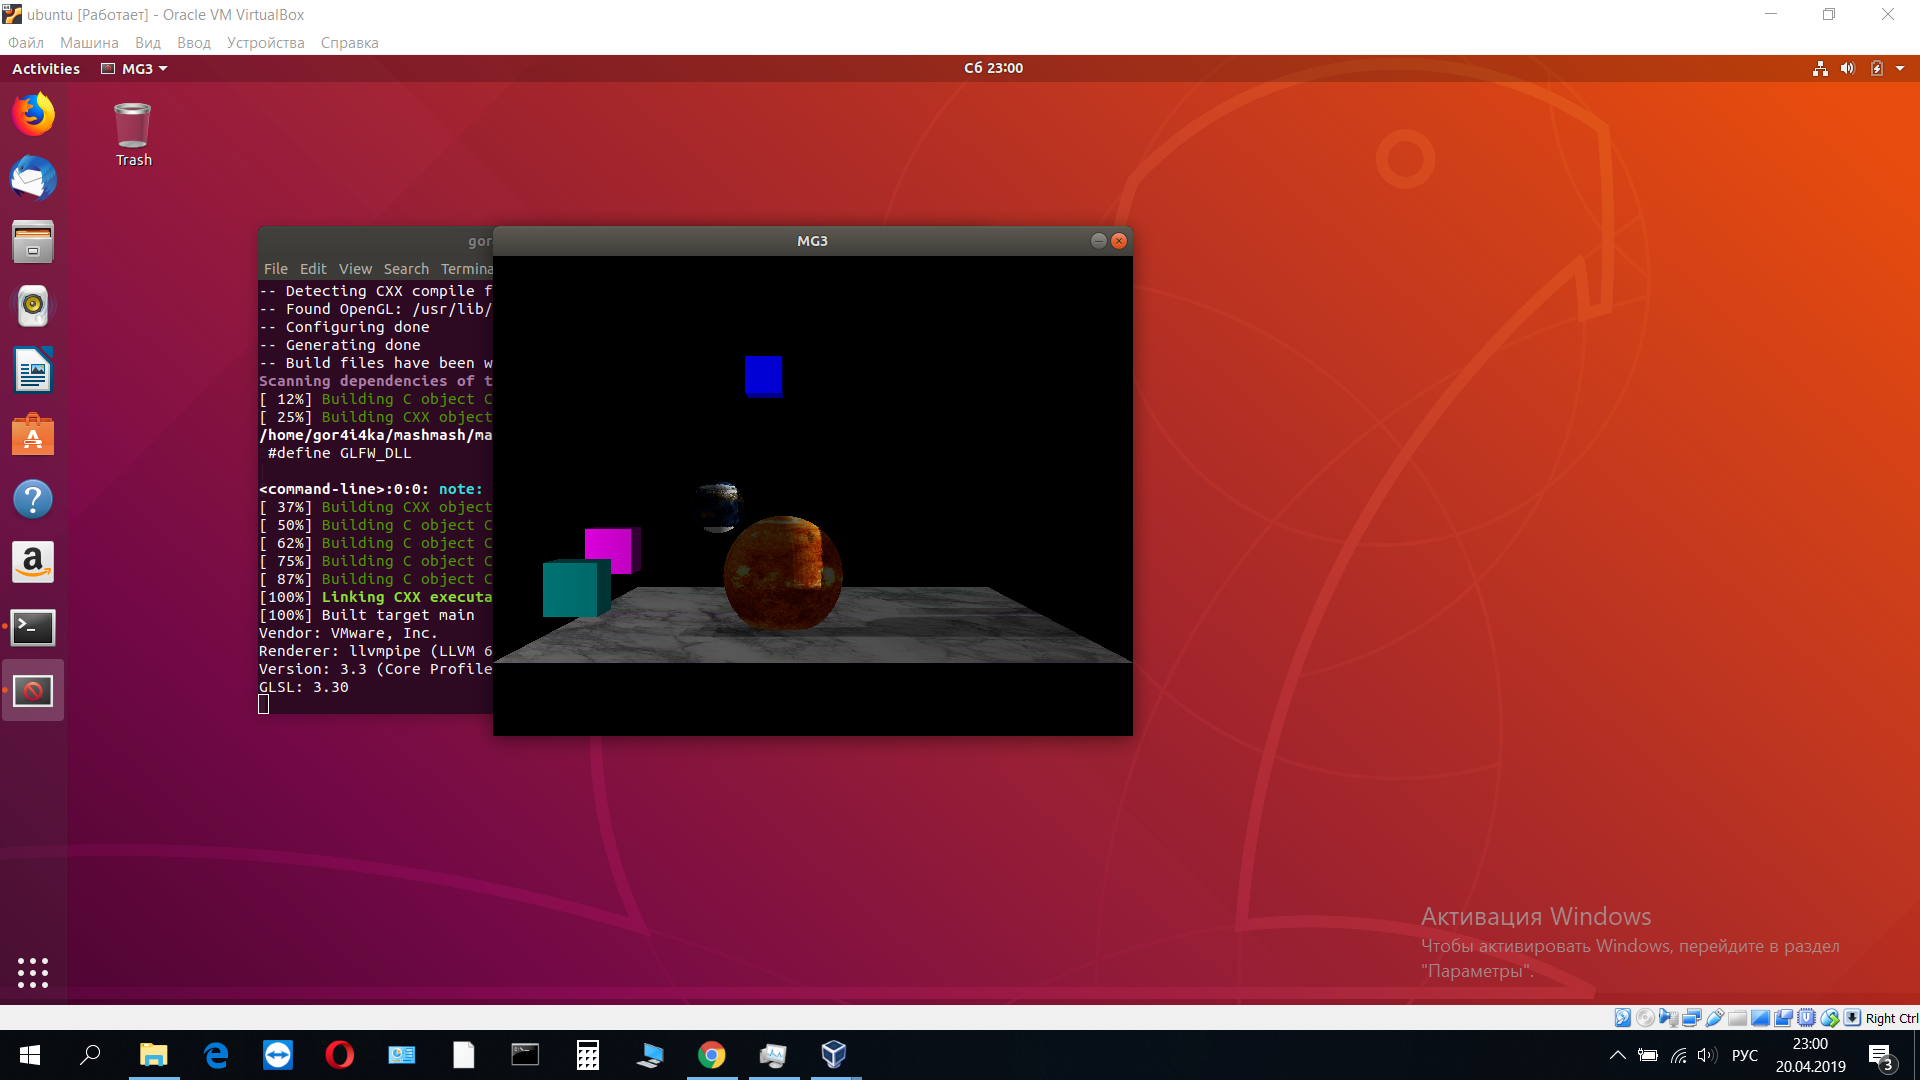 ubuntu [Работает] - Oracle VM VirtualBox
Файл Машина Вид Ввод Устройства Справка
Activities MG3 Сб 23:00
Trash
gor
MG3
File Edit View Search Termina
-- Detecting CXX compile f
-- Found OpenGL: /usr/lib/
-- Configuring done
-- Generating done
-- Build files have been w
Scanning dependencies of t
[ 12%] Building C object C
[ 25%] Building CXX object
/home/gor4i4ka/mashmash/ma
#define GLFW_DLL
<command-line>:0:0: note:
[ 37%] Building CXX object
[ 50%] Building C object C
[ 62%] Building C object C
[ 75%] Building C object C
[ 87%] Building C object C
[100%] Linking CXX executa
[100%] Built target main
Vendor: VMware, Inc.
Renderer: llvmpipe (LLVM 6
Version: 3.3 (Core Profile
GLSL: 3.30
Активация Windows
Чтобы активировать Windows, перейдите в раздел
"Параметры".
Right Ctrl
РУС
23:00
20.04.2019
3